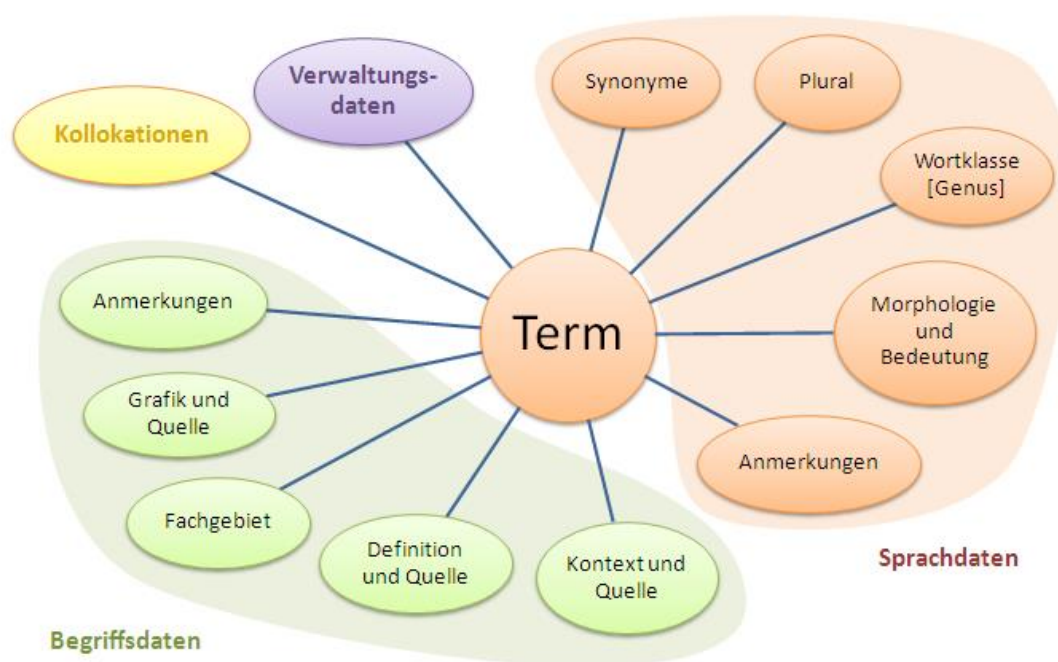 Verwaltungs-
daten
Kollokationen
Synonyme
Plural
Wortklasse
[Genus]
Morphologie
und
Bedeutung
Anmerkungen
Sprachdaten
Term
Anmerkungen
Grafik und
Quelle
Fachgebiet
Definition
und Quelle
Kontext und
Quelle
Begriffsdaten